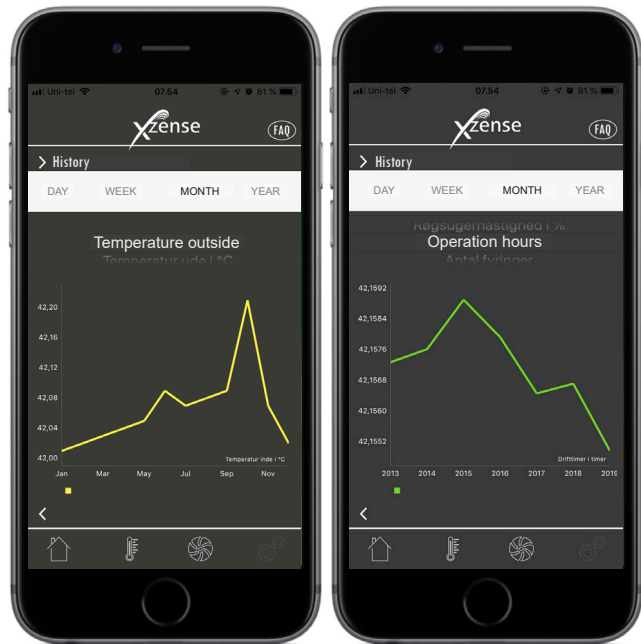 Uni-tel 07.54 81 %
Xzense
FAQ
> History
DAY WEEK MONTH YEAR
Temperature outside
Temperatur ude i °C
42,20
42,16
42,12
42,08
42,04
42,00
Temperatur inde i °C
Jan Mar May Jul Sep Nov
Uni-tel 07.54 81 %
Xzense
FAQ
> History
DAY WEEK MONTH YEAR
Røgsugerhastighed i %
Operation hours
Antal fyringer
42,1592
42,1584
42,1576
42,1568
42,1560
42,1552
Drifttimer i timer
2013 2014 2015 2016 2017 2018 2019